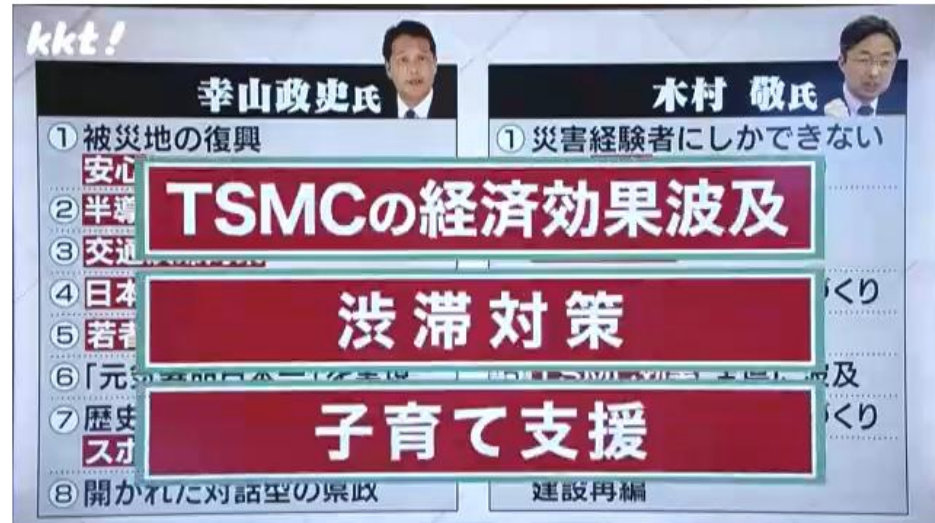 kkt!
幸山政史氏
木村 敬氏
① 被災地の復興
安心
② 半導
③ 交通
④ 日本
⑤ 若者
⑥「元気
⑦ 歴史
スポ
⑧ 開かれた対話型の県政
① 災害経験者にしかできない
づくり
波及
づくり
建設再編
TSMCの経済効果波及
渋滞対策
子育て支援